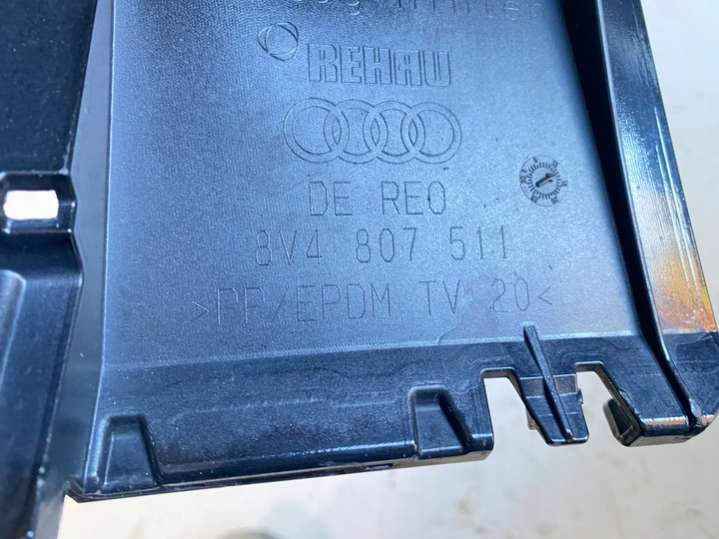 REHAU
DE REO
8V4 807 511
>PP/EPDM TV 20<